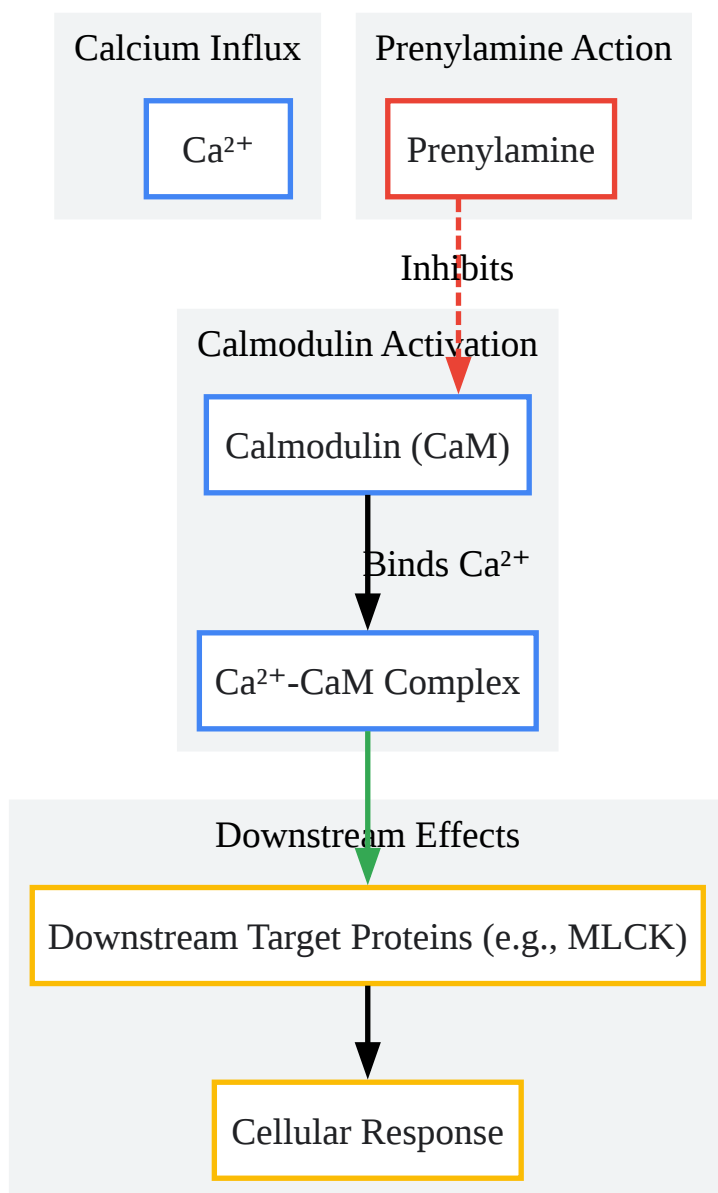 Calcium Influx
Prenylamine Action
Ca²⁺
Prenylamine
Inhibits
Calmodulin Activation
Calmodulin (CaM)
Binds Ca²⁺
Ca²⁺-CaM Complex
Downstream Effects
Downstream Target Proteins (e.g., MLCK)
Cellular Response